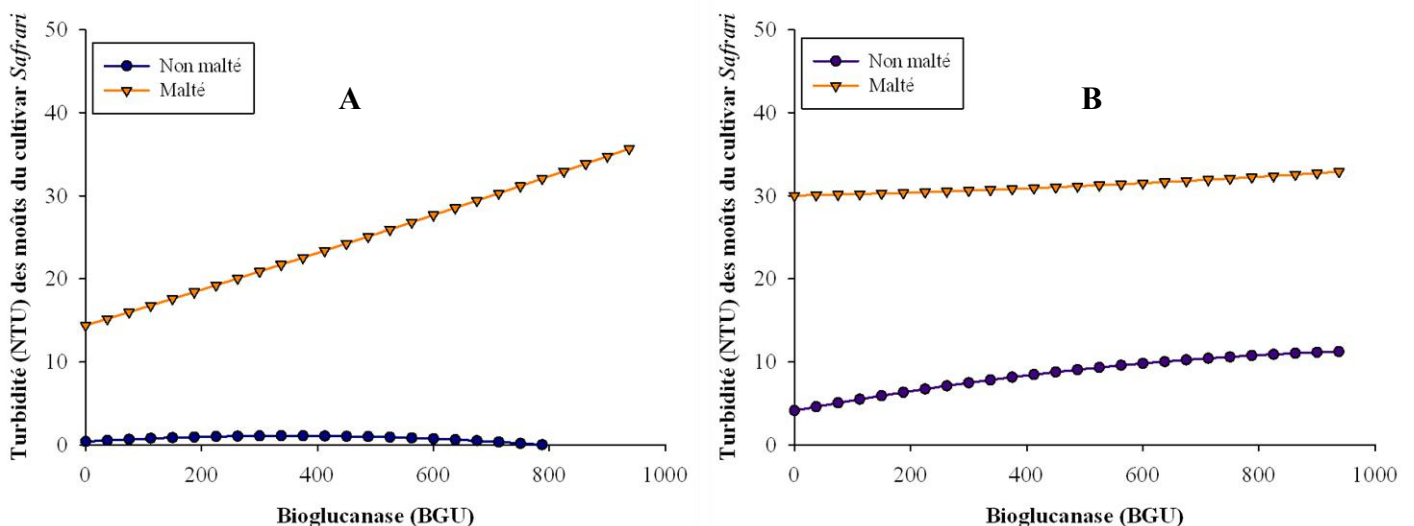 Turbidité (NTU) des moûts du cultivar Safrari
50
40
30
20
10
0
Non malté
Malté
A
0 200 400 600 800 1000
Bioglucanase (BGU)
Turbidité (NTU) des moûts du cultivar Safrari
50
40
30
20
10
0
Non malté
Malté
B
0 200 400 600 800 1000
Bioglucanase (BGU)